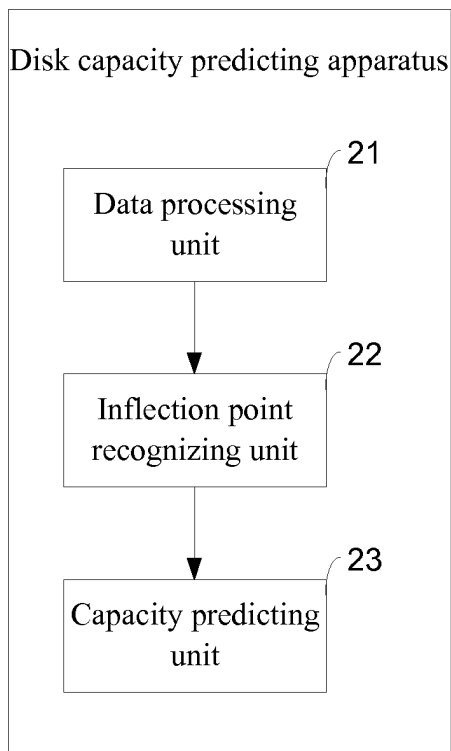 Disk capacity predicting apparatus
21
Data processing
unit
22
Inflection point
recognizing unit
23
Capacity predicting
unit